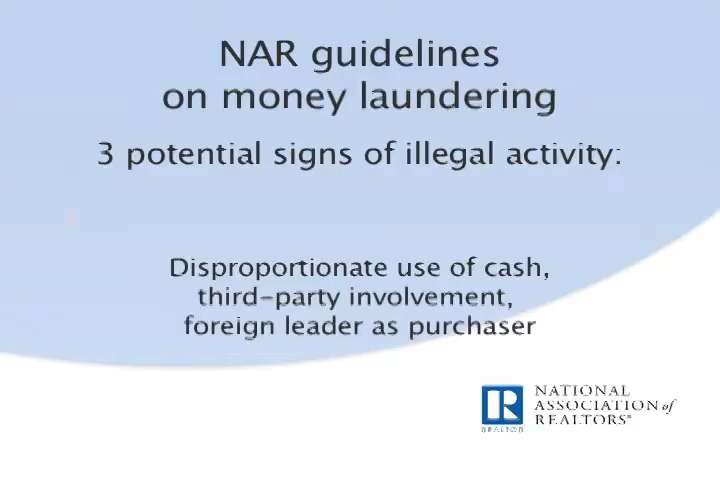 NAR guidelines
on money laundering
3 potential signs of illegal activity:
Disproportionate use of cash,
third-party involvement,
foreign leader as purchaser
NATIONAL
ASSOCIATION of
REALTORS®
REALTOR